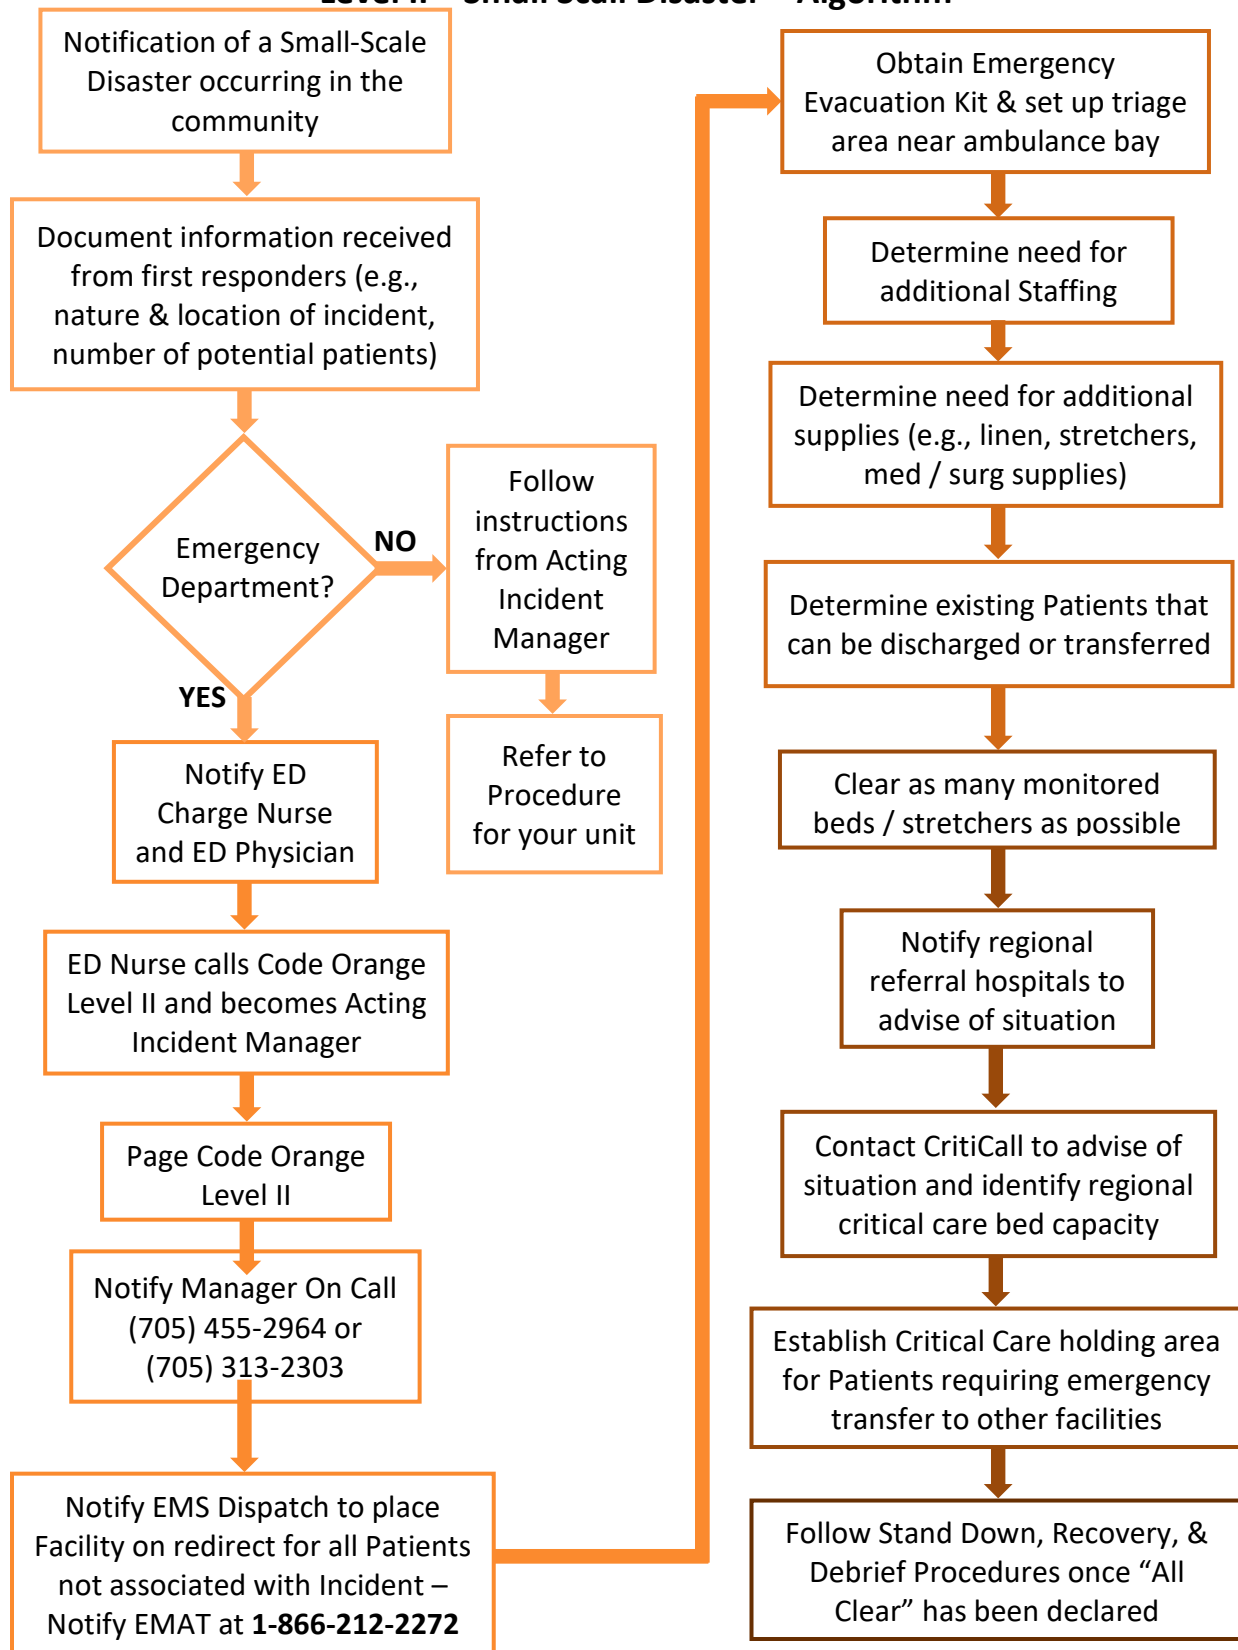 Level II – Small Scall Disaster – Algorithm
Notification of a Small-Scale
Disaster occurring in the
community
Document information received
from first responders (e.g.,
nature & location of incident,
number of potential patients)
Emergency
Department?
NO
Follow
instructions
from Acting
Incident
Manager
Refer to
Procedure
for your unit
YES
Notify ED
Charge Nurse
and ED Physician
ED Nurse calls Code Orange
Level II and becomes Acting
Incident Manager
Page Code Orange
Level II
Notify Manager On Call
(705) 455-2964 or
(705) 313-2303
Notify EMS Dispatch to place
Facility on redirect for all Patients
not associated with Incident –
Notify EMAT at 1-866-212-2272
Obtain Emergency
Evacuation Kit & set up triage
area near ambulance bay
Determine need for
additional Staffing
Determine need for additional
supplies (e.g., linen, stretchers,
med / surg supplies)
Determine existing Patients that
can be discharged or transferred
Clear as many monitored
beds / stretchers as possible
Notify regional
referral hospitals to
advise of situation
Contact CritiCall to advise of
situation and identify regional
critical care bed capacity
Establish Critical Care holding area
for Patients requiring emergency
transfer to other facilities
Follow Stand Down, Recovery, &
Debrief Procedures once “All
Clear” has been declared